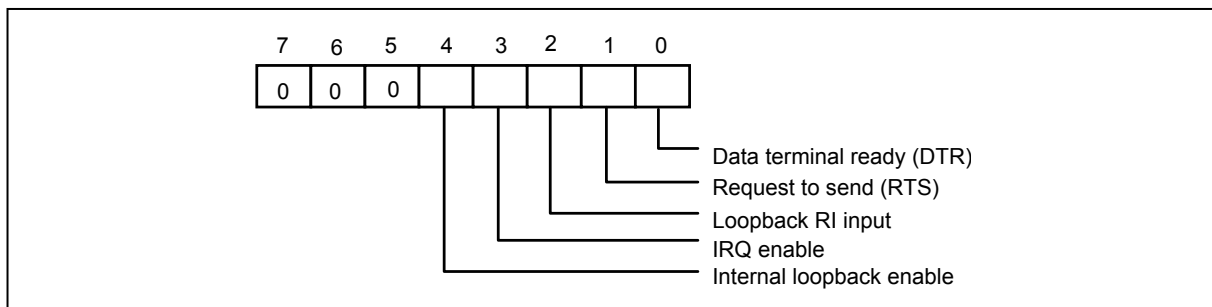 7 6 5 4 3 2 1 0
0 0 0
Data terminal ready (DTR)
Request to send (RTS)
Loopback RI input
IRQ enable
Internal loopback enable